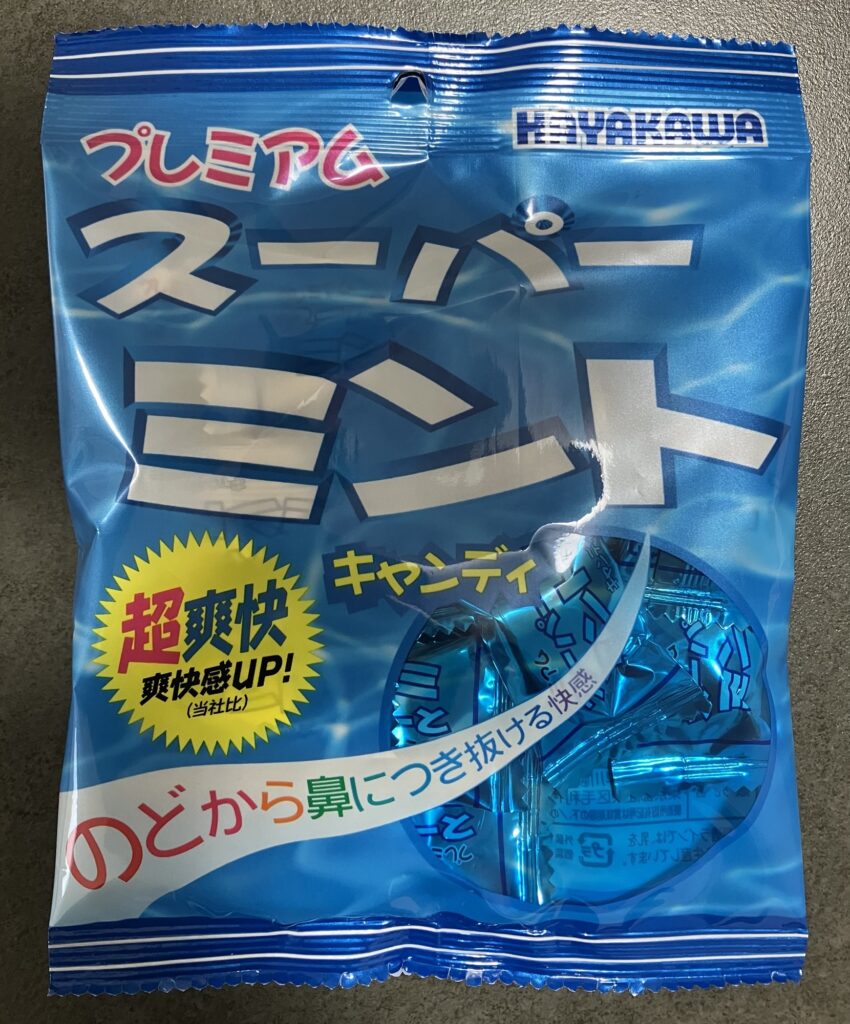 HAYAKAWA
プレミアム
スーパー
ミント
キャンディ
超爽快
爽快感UP!
(当社比)
のどから鼻につき抜ける快感